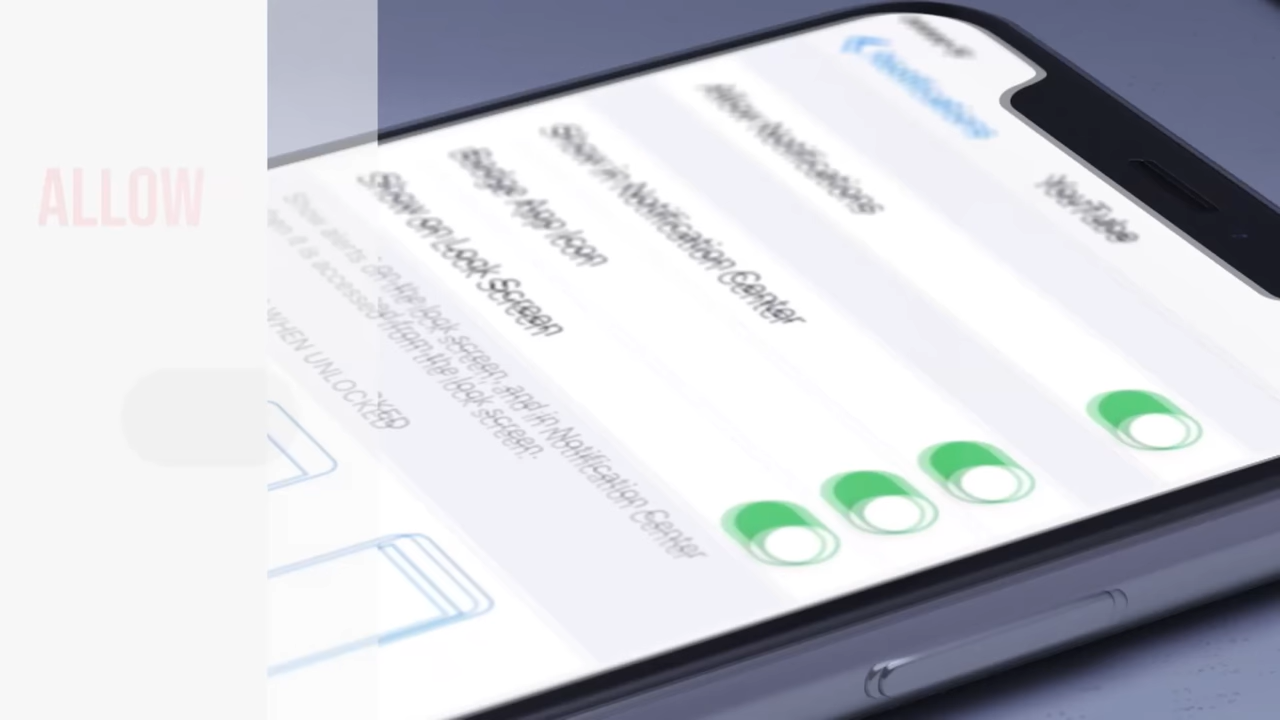 ALLOW
Notifications
YouTube
Allow Notifications
Show in Notification Center
Badge App Icon
Show on Lock Screen
Show alerts on the lock screen, and in Notification Center
when it is accessed from the lock screen.
WHEN UNLOCKED